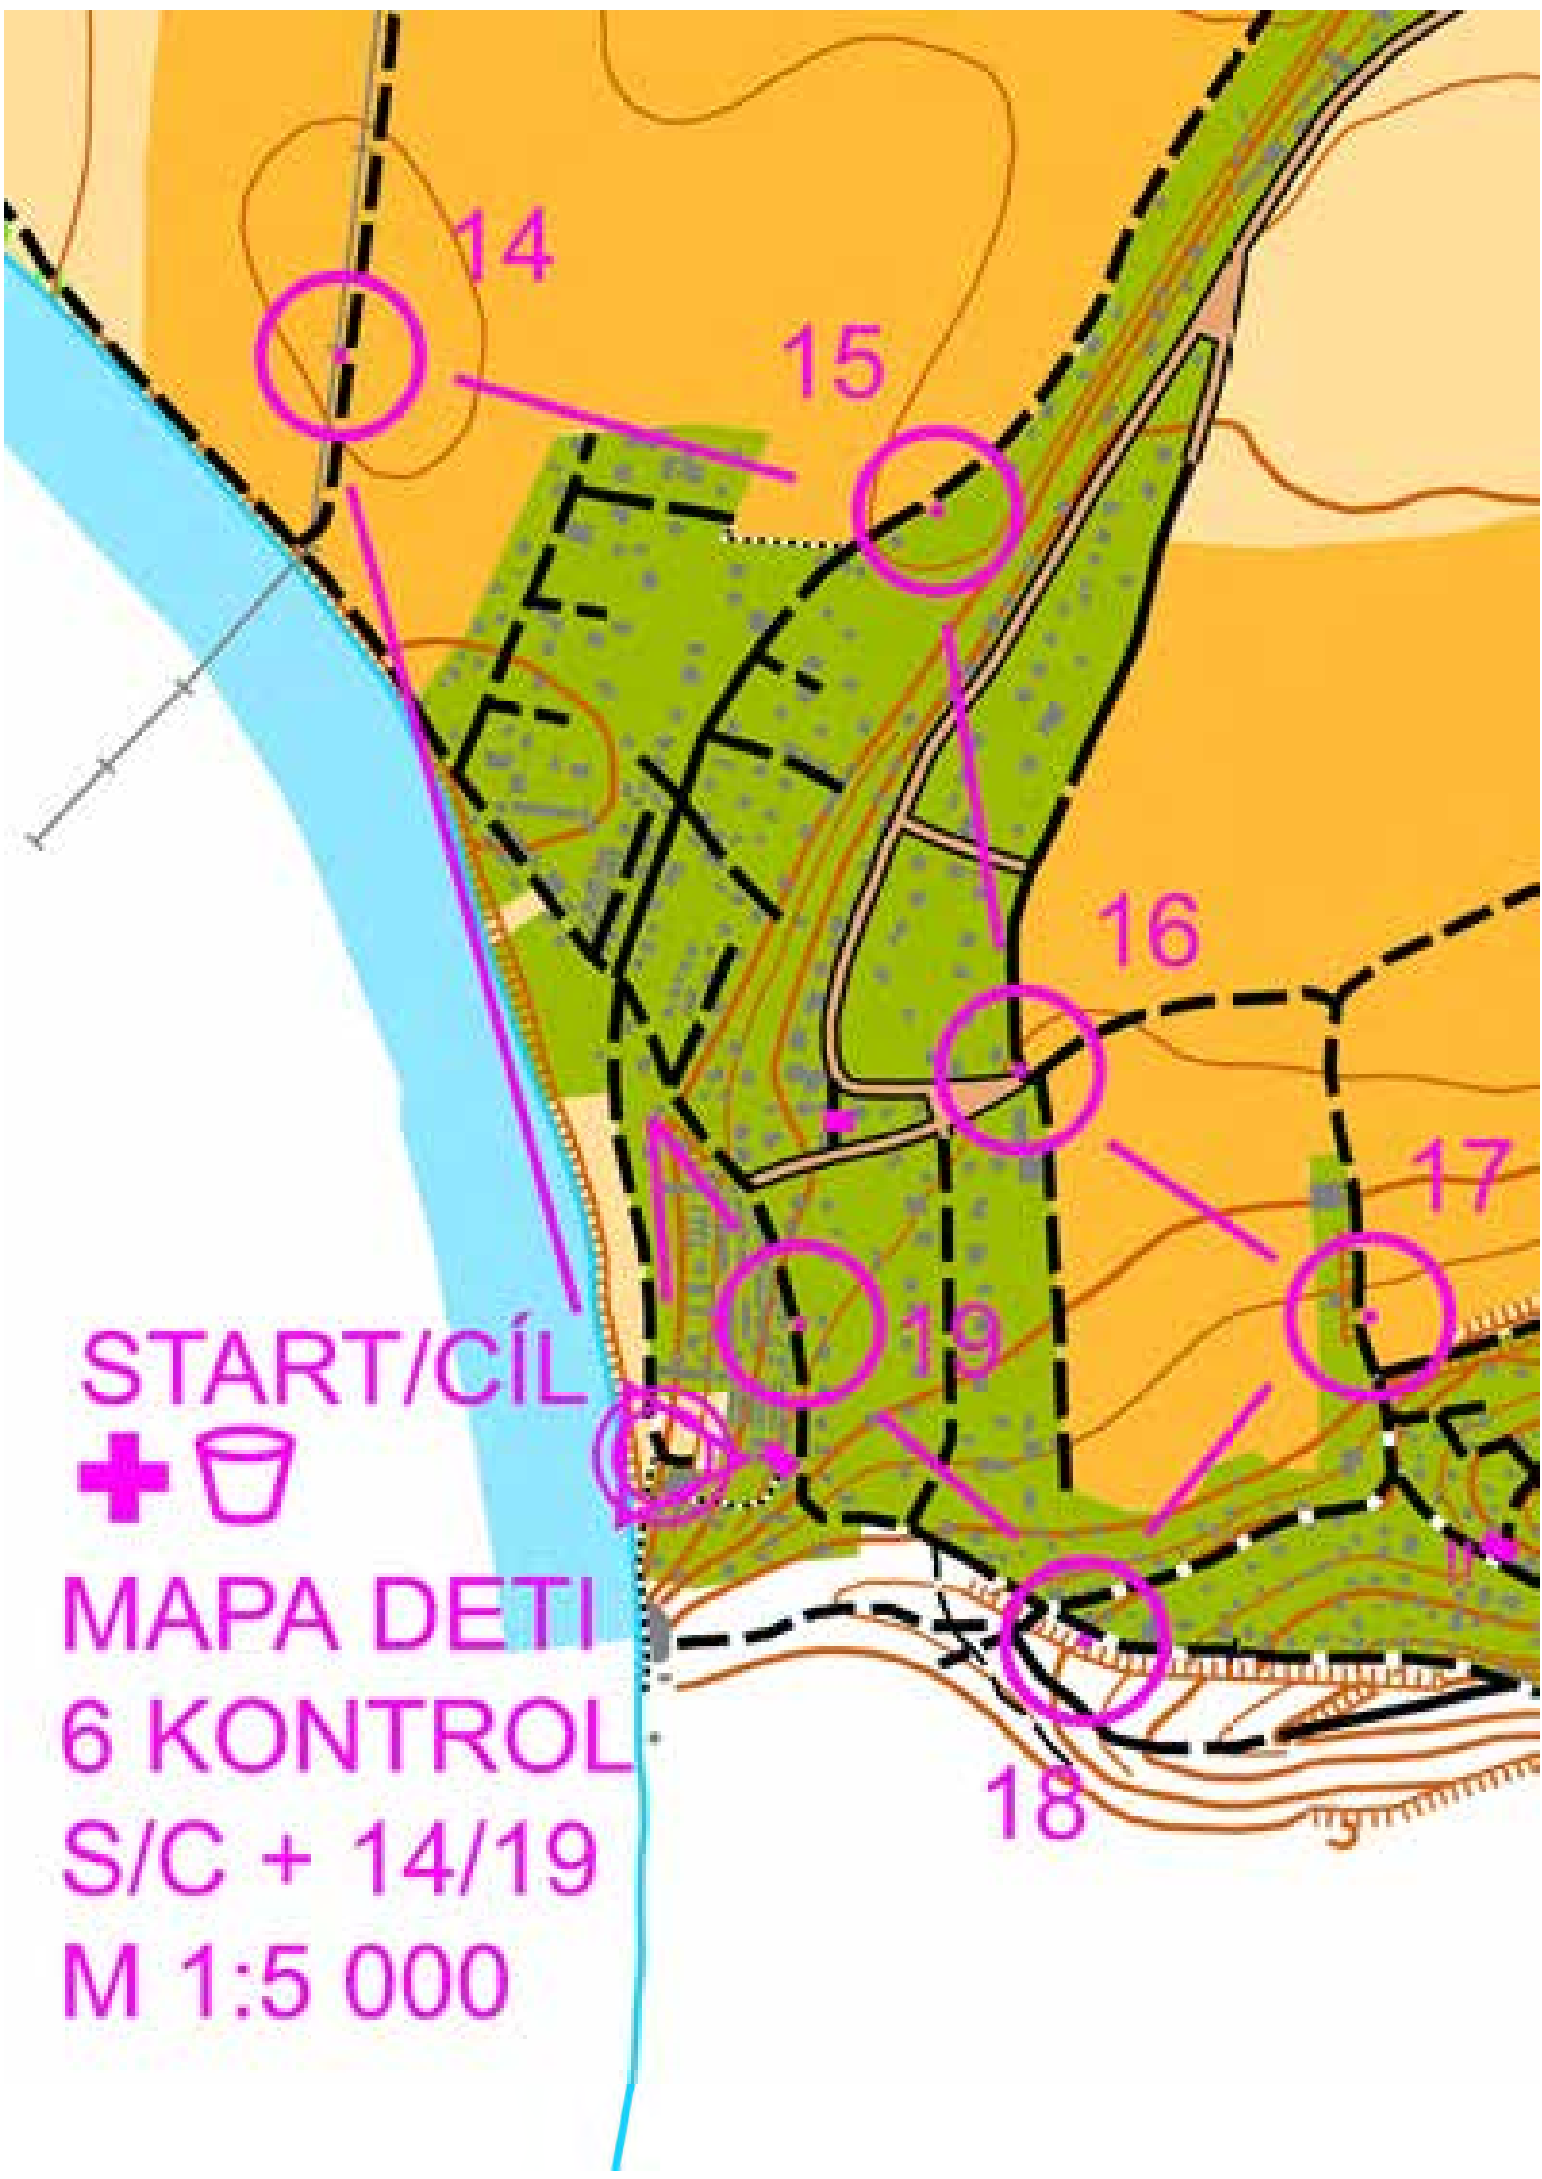 14
15
16
17
19
START/CÍL
MAPA DETI
6 KONTROL
18
S/C + 14/19
M 1:5 000